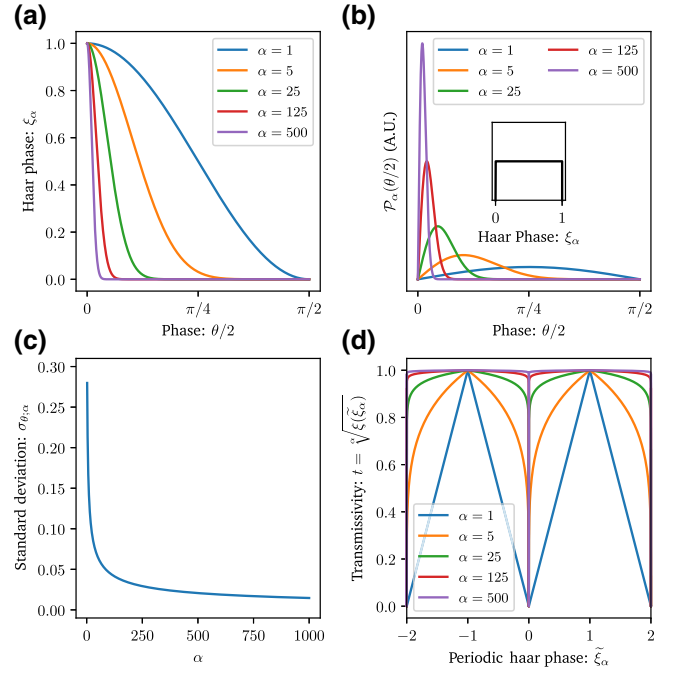 (a)
Haar phase: ξ_α
1.0
0.8
0.6
0.4
0.2
0.0
α = 1
α = 5
α = 25
α = 125
α = 500
0
π/4
π/2
Phase: θ/2
(b)
𝒫_α(θ/2) (A.U.)
α = 1
α = 5
α = 25
α = 125
α = 500
0
1
Haar Phase: ξ_α
0
π/4
π/2
Phase: θ/2
(c)
Standard deviation: σ_θ;α
0.30
0.25
0.20
0.15
0.10
0.05
0.00
0
250
500
750
1000
α
(d)
Transmissivity: t = \sqrt[α]{ξ(\widetilde{ξ}_α)}
1.0
0.8
0.6
0.4
0.2
0.0
α = 1
α = 5
α = 25
α = 125
α = 500
−2
−1
0
1
2
Periodic haar phase: \widetilde{ξ}_α